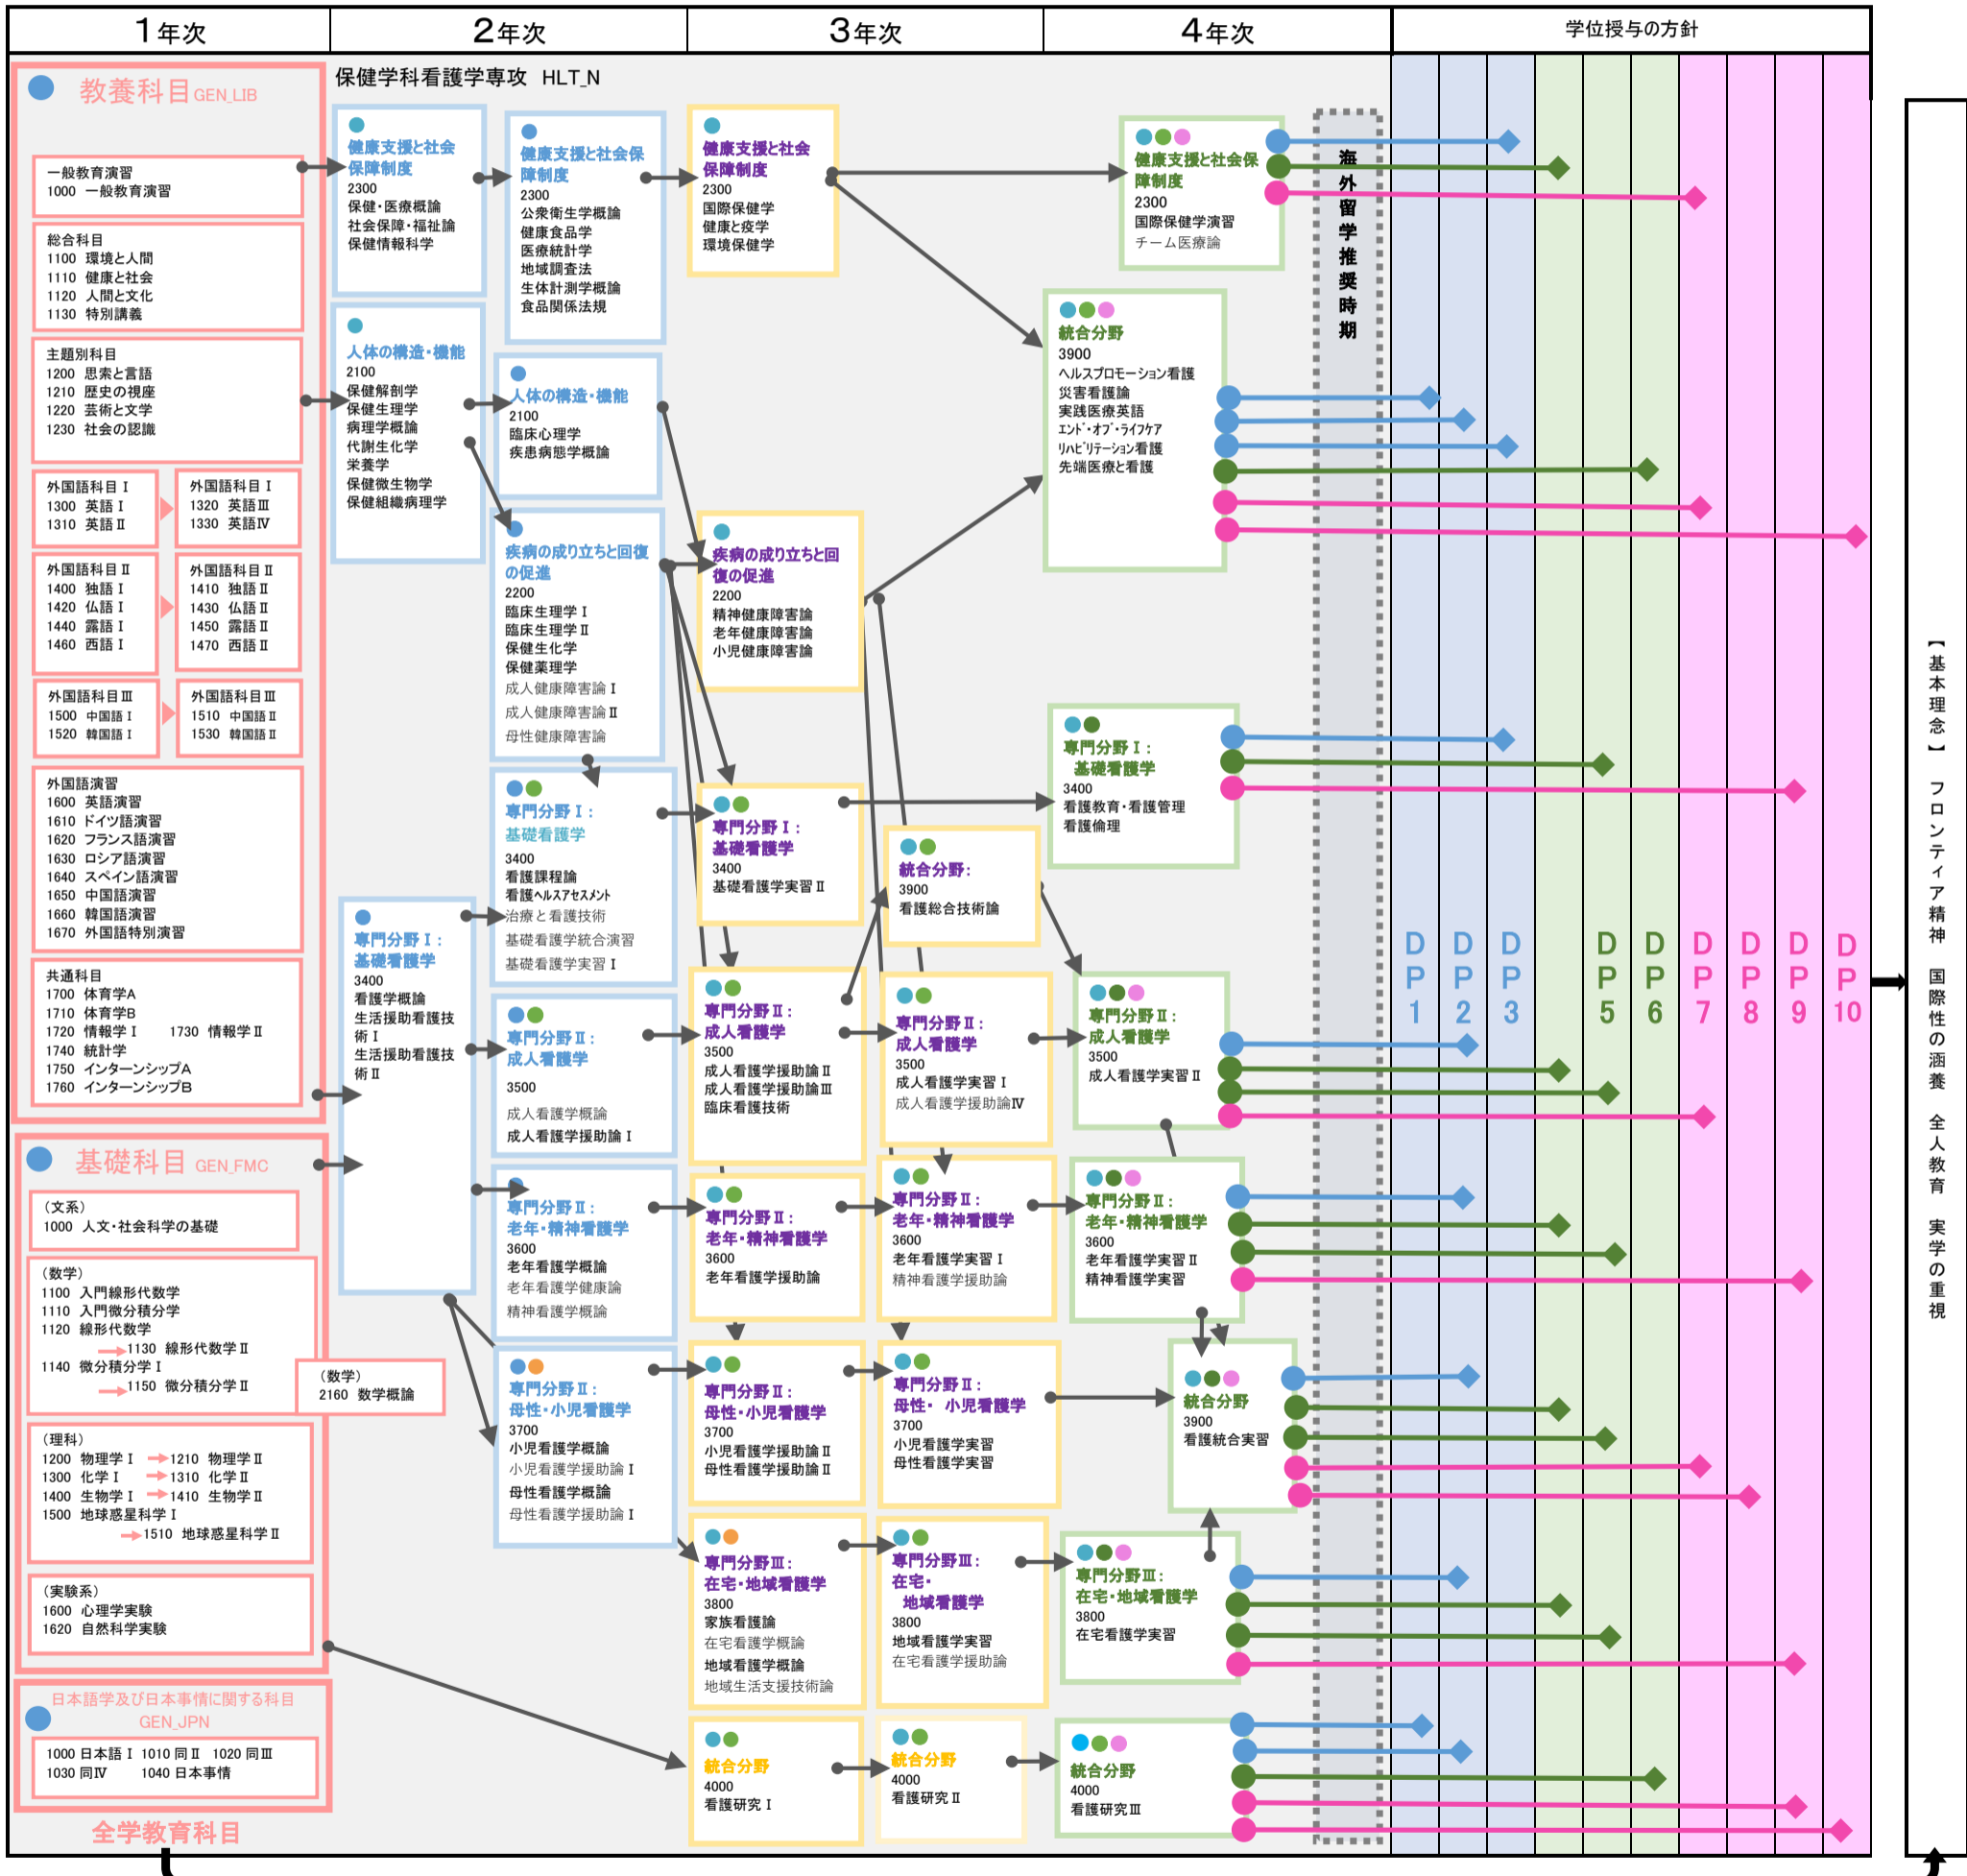 1年次
2年次
3年次
4年次
学位授与の方針
保健学科看護学専攻 HLT_N
教養科目 GEN_LIB
一般教育演習
1000 一般教育演習
総合科目
1100 環境と人間
1110 健康と社会
1120 人間と文化
1130 特別講義
主題別科目
1200 思索と言語
1210 歴史の視座
1220 芸術と文学
1230 社会の認識
外国語科目Ⅰ
1300 英語Ⅰ
1310 英語Ⅱ
外国語科目Ⅰ
1320 英語Ⅲ
1330 英語Ⅳ
外国語科目Ⅱ
1400 独語Ⅰ
1420 仏語Ⅰ
1440 露語Ⅰ
1460 西語Ⅰ
外国語科目Ⅱ
1410 独語Ⅱ
1430 仏語Ⅱ
1450 露語Ⅱ
1470 西語Ⅱ
外国語科目Ⅲ
1500 中国語Ⅰ
1520 韓国語Ⅰ
外国語科目Ⅲ
1510 中国語Ⅱ
1530 韓国語Ⅱ
外国語演習
1600 英語演習
1610 ドイツ語演習
1620 フランス語演習
1630 ロシア語演習
1640 スペイン語演習
1650 中国語演習
1660 韓国語演習
1670 外国語特別演習
共通科目
1700 体育学A
1710 体育学B
1720 情報学Ⅰ 1730 情報学Ⅱ
1740 統計学
1750 インターンシップA
1760 インターンシップB
基礎科目 GEN_FMC
(文系)
1000 人文・社会科学の基礎
(数学)
1100 入門線形代数学
1110 入門微分積分学
1120 線形代数学
1130 線形代数学Ⅱ
1140 微分積分学Ⅰ
1150 微分積分学Ⅱ
(数学)
2160 数学概論
(理科)
1200 物理学Ⅰ 1210 物理学Ⅱ
1300 化学Ⅰ 1310 化学Ⅱ
1400 生物学Ⅰ 1410 生物学Ⅱ
1500 地球惑星科学Ⅰ
1510 地球惑星科学Ⅱ
(実験系)
1600 心理学実験
1620 自然科学実験
日本語学及び日本事情に関する科目
GEN_JPN
1000 日本語Ⅰ 1010 同Ⅱ 1020 同Ⅲ
1030 同Ⅳ 1040 日本事情
全学教育科目
健康支援と社会
保障制度
2300
保健・医療概論
社会保障・福祉論
保健情報科学
人体の構造・機能
2100
保健解剖学
保健生理学
病理学概論
代謝生化学
栄養学
保健微生物学
保健組織病理学
専門分野Ⅰ:
基礎看護学
3400
看護学概論
生活援助看護技
術Ⅰ
生活援助看護技
術Ⅱ
健康支援と社会保
障制度
2300
公衆衛生学概論
健康食品学
医療統計学
地域調査法
生体計測学概論
食品関係法規
人体の構造・機能
2100
臨床心理学
疾患病態学概論
疾病の成り立ちと回復
の促進
2200
臨床生理学Ⅰ
臨床生理学Ⅱ
保健生化学
保健薬理学
成人健康障害論Ⅰ
成人健康障害論Ⅱ
母性健康障害論
専門分野Ⅰ:
基礎看護学
3400
看護課程論
看護ヘルスアセスメント
治療と看護技術
基礎看護学統合演習
基礎看護学実習Ⅰ
専門分野Ⅱ:
成人看護学
3500
成人看護学概論
成人看護学援助論Ⅰ
専門分野Ⅱ:
老年・精神看護学
3600
老年看護学概論
老年看護学健康論
精神看護学概論
専門分野Ⅱ:
母性・小児看護学
3700
小児看護学概論
小児看護学援助論Ⅰ
母性看護学概論
母性看護学援助論Ⅰ
健康支援と社会
保障制度
2300
国際保健学
健康と疫学
環境保健学
疾病の成り立ちと回
復の促進
2200
精神健康障害論
老年健康障害論
小児健康障害論
専門分野Ⅰ:
基礎看護学
3400
基礎看護学実習Ⅱ
専門分野Ⅱ:
成人看護学
3500
成人看護学援助論Ⅱ
成人看護学援助論Ⅲ
臨床看護技術
専門分野Ⅱ:
老年・精神看護学
3600
老年看護学援助論
専門分野Ⅱ:
母性・小児看護学
3700
小児看護学援助論Ⅱ
母性看護学援助論Ⅱ
専門分野Ⅲ:
在宅・地域看護学
3800
家族看護論
在宅看護学概論
地域看護学概論
地域生活支援技術論
統合分野
4000
看護研究Ⅰ
統合分野:
3900
看護総合技術論
専門分野Ⅱ:
成人看護学
3500
成人看護学実習Ⅰ
成人看護学援助論Ⅳ
専門分野Ⅱ:
老年・精神看護学
3600
老年看護学実習Ⅰ
精神看護学援助論
専門分野Ⅱ:
母性・ 小児看護学
3700
小児看護学実習
母性看護学実習
専門分野Ⅲ:
在宅・
地域看護学
3800
地域看護学実習
在宅看護学援助論
統合分野
4000
看護研究Ⅱ
健康支援と社会保
障制度
2300
国際保健学演習
チーム医療論
統合分野
3900
ヘルスプロモーション看護
災害看護論
実践医療英語
エンド・オブ・ライフケア
リハビリテーション看護
先端医療と看護
専門分野Ⅰ:
基礎看護学
3400
看護教育・看護管理
看護倫理
専門分野Ⅱ:
成人看護学
3500
成人看護学実習Ⅱ
専門分野Ⅱ:
老年・精神看護学
3600
老年看護学実習Ⅱ
精神看護学実習
統合分野
3900
看護統合実習
専門分野Ⅲ:
在宅・地域看護学
3800
在宅看護学実習
統合分野
4000
看護研究Ⅲ
海外留学推奨時期
DP1
DP2
DP3
DP5
DP6
DP7
DP8
DP9
DP10
【基本理念】 フロンティア精神 国際性の涵養 全人教育 実学の重視